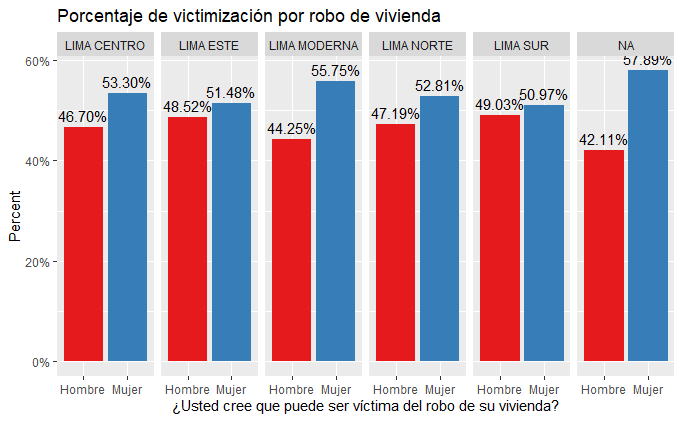 Porcentaje de victimización por robo de vivienda
LIMA CENTRO LIMA ESTE LIMA MODERNA LIMA NORTE LIMA SUR NA
60%
40%
20%
0%
Percent
46.70% 53.30% 48.52% 51.48% 44.25% 55.75% 47.19% 52.81% 49.03% 50.97% 42.11% 57.89%
Hombre Mujer Hombre Mujer Hombre Mujer Hombre Mujer Hombre Mujer Hombre Mujer
¿Usted cree que puede ser víctima del robo de su vivienda?